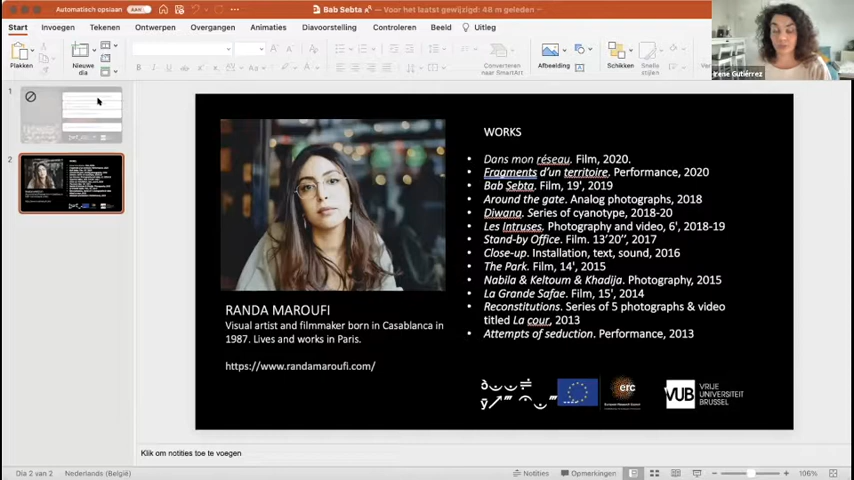 Automatisch opslaan
Bab Sebta
— Voor het laatst gewijzigd: 48 m geleden
Start
Invoegen
Tekenen
Ontwerpen
Overgangen
Animaties
Diavoorstelling
Controleren
Beeld
Uitleg
Plakken
Nieuwe
dia
Converteren
naar SmartArt
Afbeelding
Schikken
Irene Gutiérrez
1
2
WORKS
• Dans mon réseau. Film, 2020.
• Fragments d'un territoire. Performance, 2020
• Bab Sebta. Film, 19', 2019
• Around the gate. Analog photographs, 2018
• Diwana. Series of cyanotype, 2018-20
• Les Intruses. Photography and video, 6', 2018-19
• Stand-by Office. Film. 13'20'', 2017
• Close-up. Installation, text, sound, 2016
• The Park. Film, 14', 2015
• Nabila & Keltoum & Khadija. Photography, 2015
• La Grande Safae. Film, 15', 2014
• Reconstitutions. Series of 5 photographs & video
titled La cour, 2013
• Attempts of seduction. Performance, 2013
RANDA MAROUFI
Visual artist and filmmaker born in Casablanca in
1987. Lives and works in Paris.
https://www.randamaroufi.com/
erc
VUB
VRIJE
UNIVERSITEIT
BRUSSEL
Klik om notities toe te voegen
Dia 2 van 2
Nederlands (België)
Notities
Opmerkingen
106%